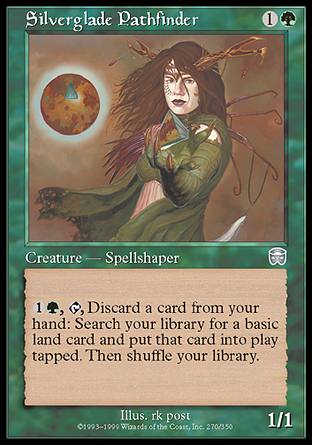 Silverglade Pathfinder 1
Creature — Spellshaper
1 , , Discard a card from your
hand: Search your library for a basic
land card and put that card into play
tapped. Then shuffle your library.
Illus. rk post
©1993–1999 Wizards of the Coast, Inc. 270/350
1/1